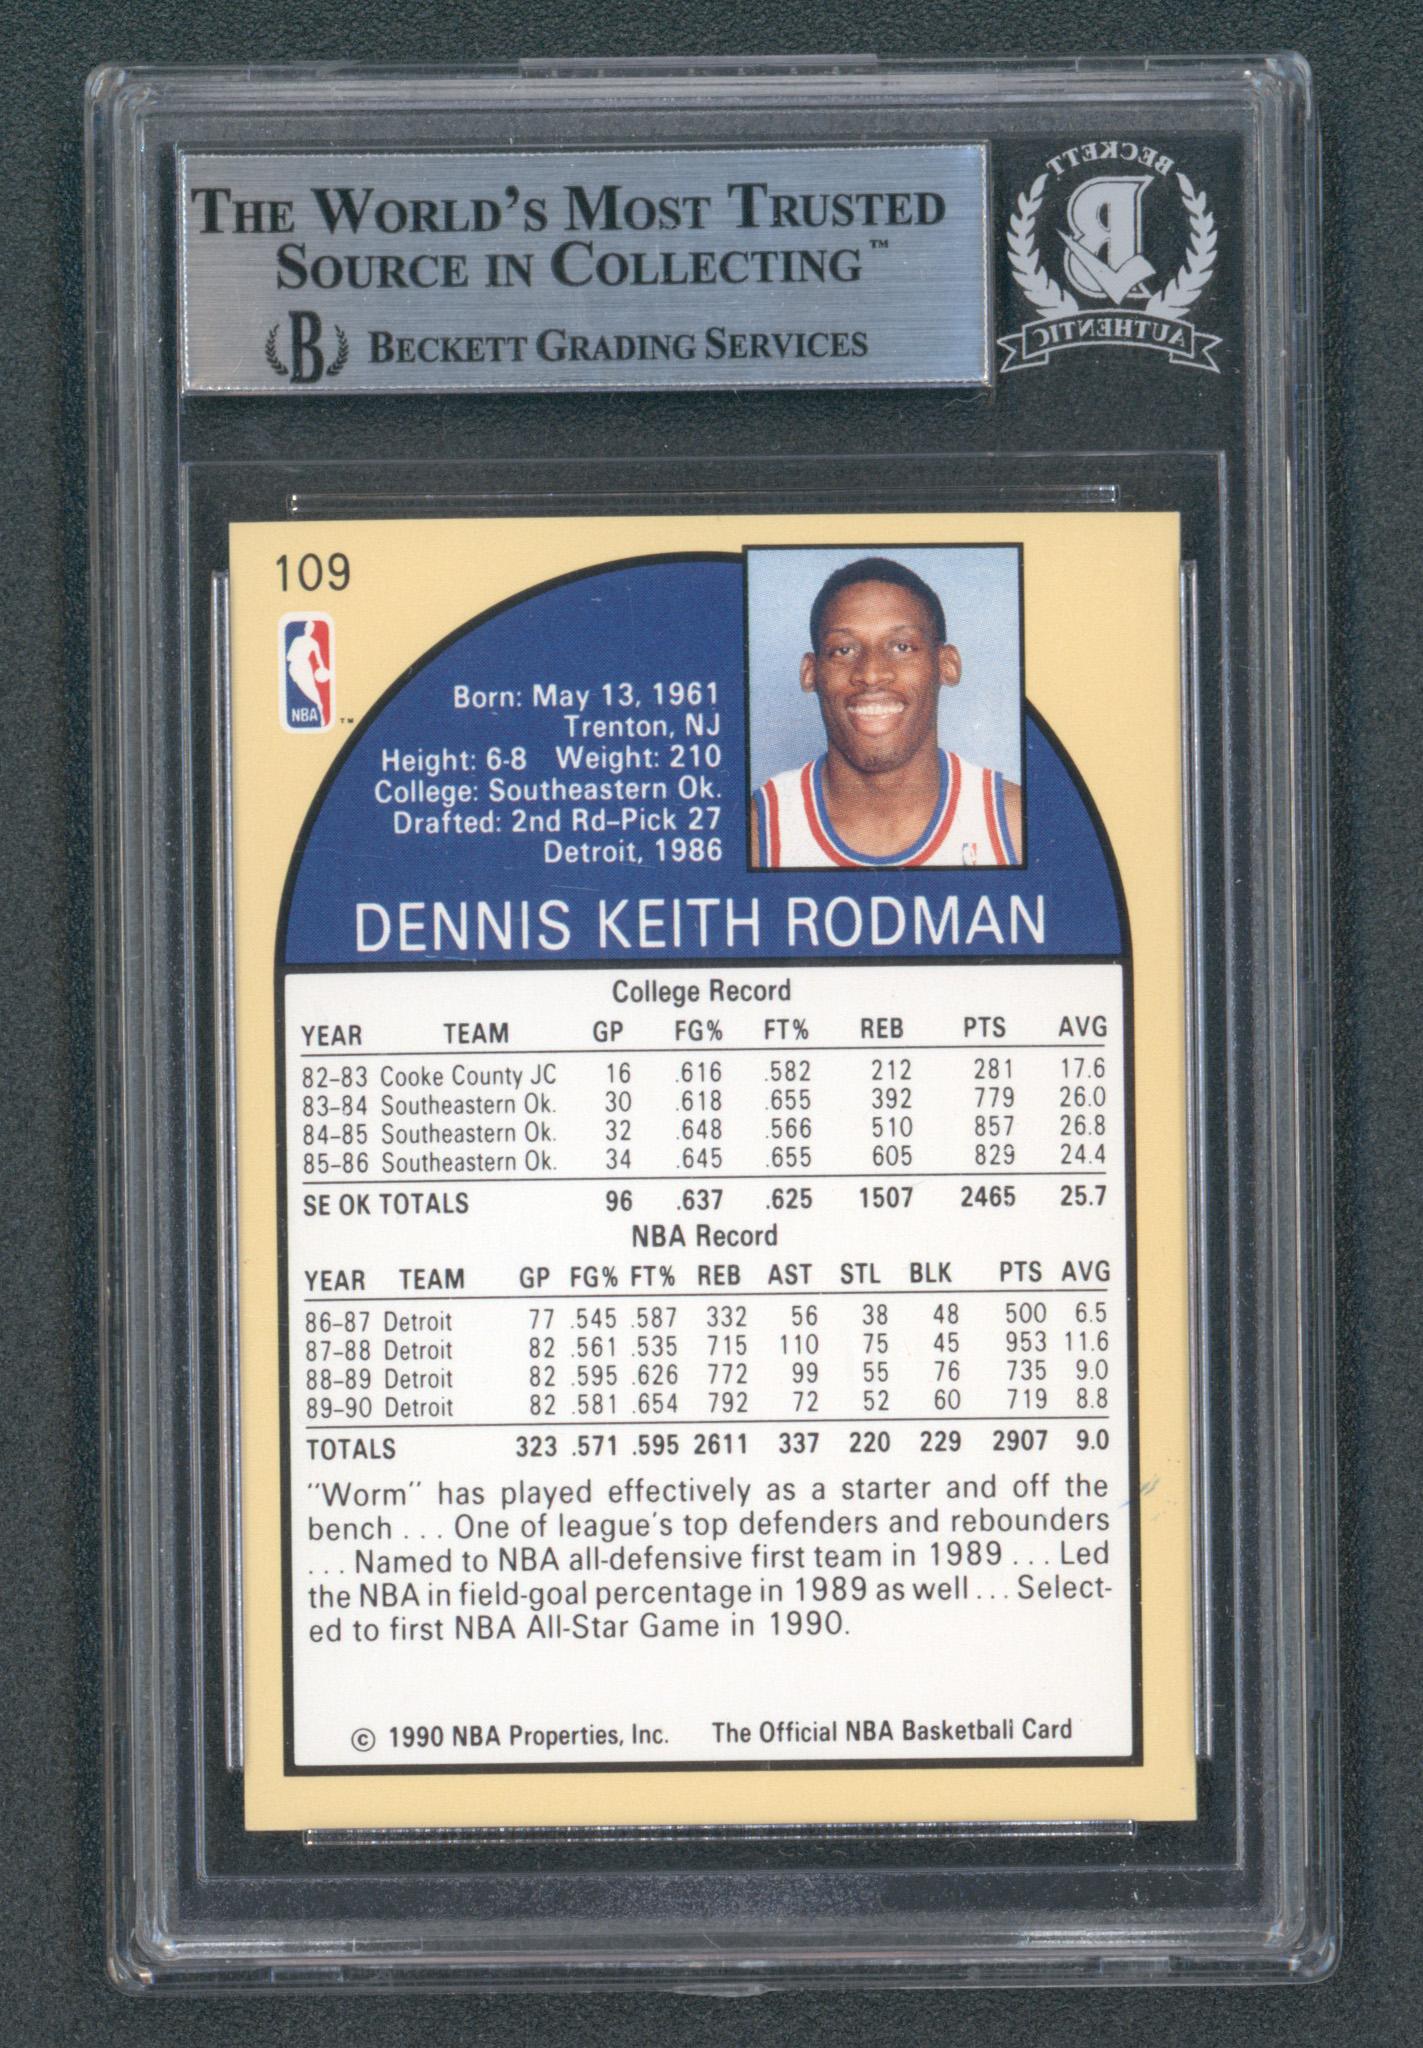 THE WORLD'S MOST TRUSTED
SOURCE IN COLLECTING™
B BECKETT GRADING SERVICES
BECKETT
B
AUTHENTIC
109
NBA ™
Born: May 13, 1961
Trenton, NJ
Height: 6-8 Weight: 210
College: Southeastern Ok.
Drafted: 2nd Rd–Pick 27
Detroit, 1986
DENNIS KEITH RODMAN
College Record
YEAR TEAM GP FG% FT% REB PTS AVG
82–83 Cooke County JC 16 .616 .582 212 281 17.6
83–84 Southeastern Ok. 30 .618 .655 392 779 26.0
84–85 Southeastern Ok. 32 .648 .566 510 857 26.8
85–86 Southeastern Ok. 34 .645 .655 605 829 24.4
SE OK TOTALS 96 .637 .625 1507 2465 25.7
NBA Record
YEAR TEAM GP FG% FT% REB AST STL BLK PTS AVG
86–87 Detroit 77 .545 .587 332 56 38 48 500 6.5
87–88 Detroit 82 .561 .535 715 110 75 45 953 11.6
88–89 Detroit 82 .595 .626 772 99 55 76 735 9.0
89–90 Detroit 82 .581 .654 792 72 52 60 719 8.8
TOTALS 323 .571 .595 2611 337 220 229 2907 9.0
"Worm" has played effectively as a starter and off the
bench ... One of league's top defenders and rebounders
... Named to NBA all-defensive first team in 1989 ... Led
the NBA in field-goal percentage in 1989 as well ... Select-
ed to first NBA All-Star Game in 1990.
© 1990 NBA Properties, Inc. The Official NBA Basketball Card